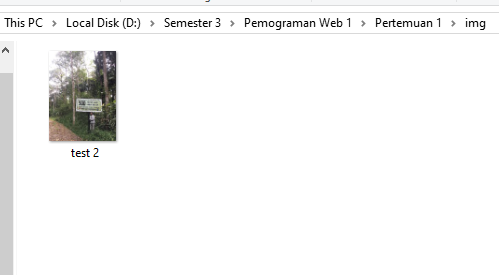 This PC > Local Disk (D:) > Semester 3 > Pemograman Web 1 > Pertemuan 1 > img
test 2